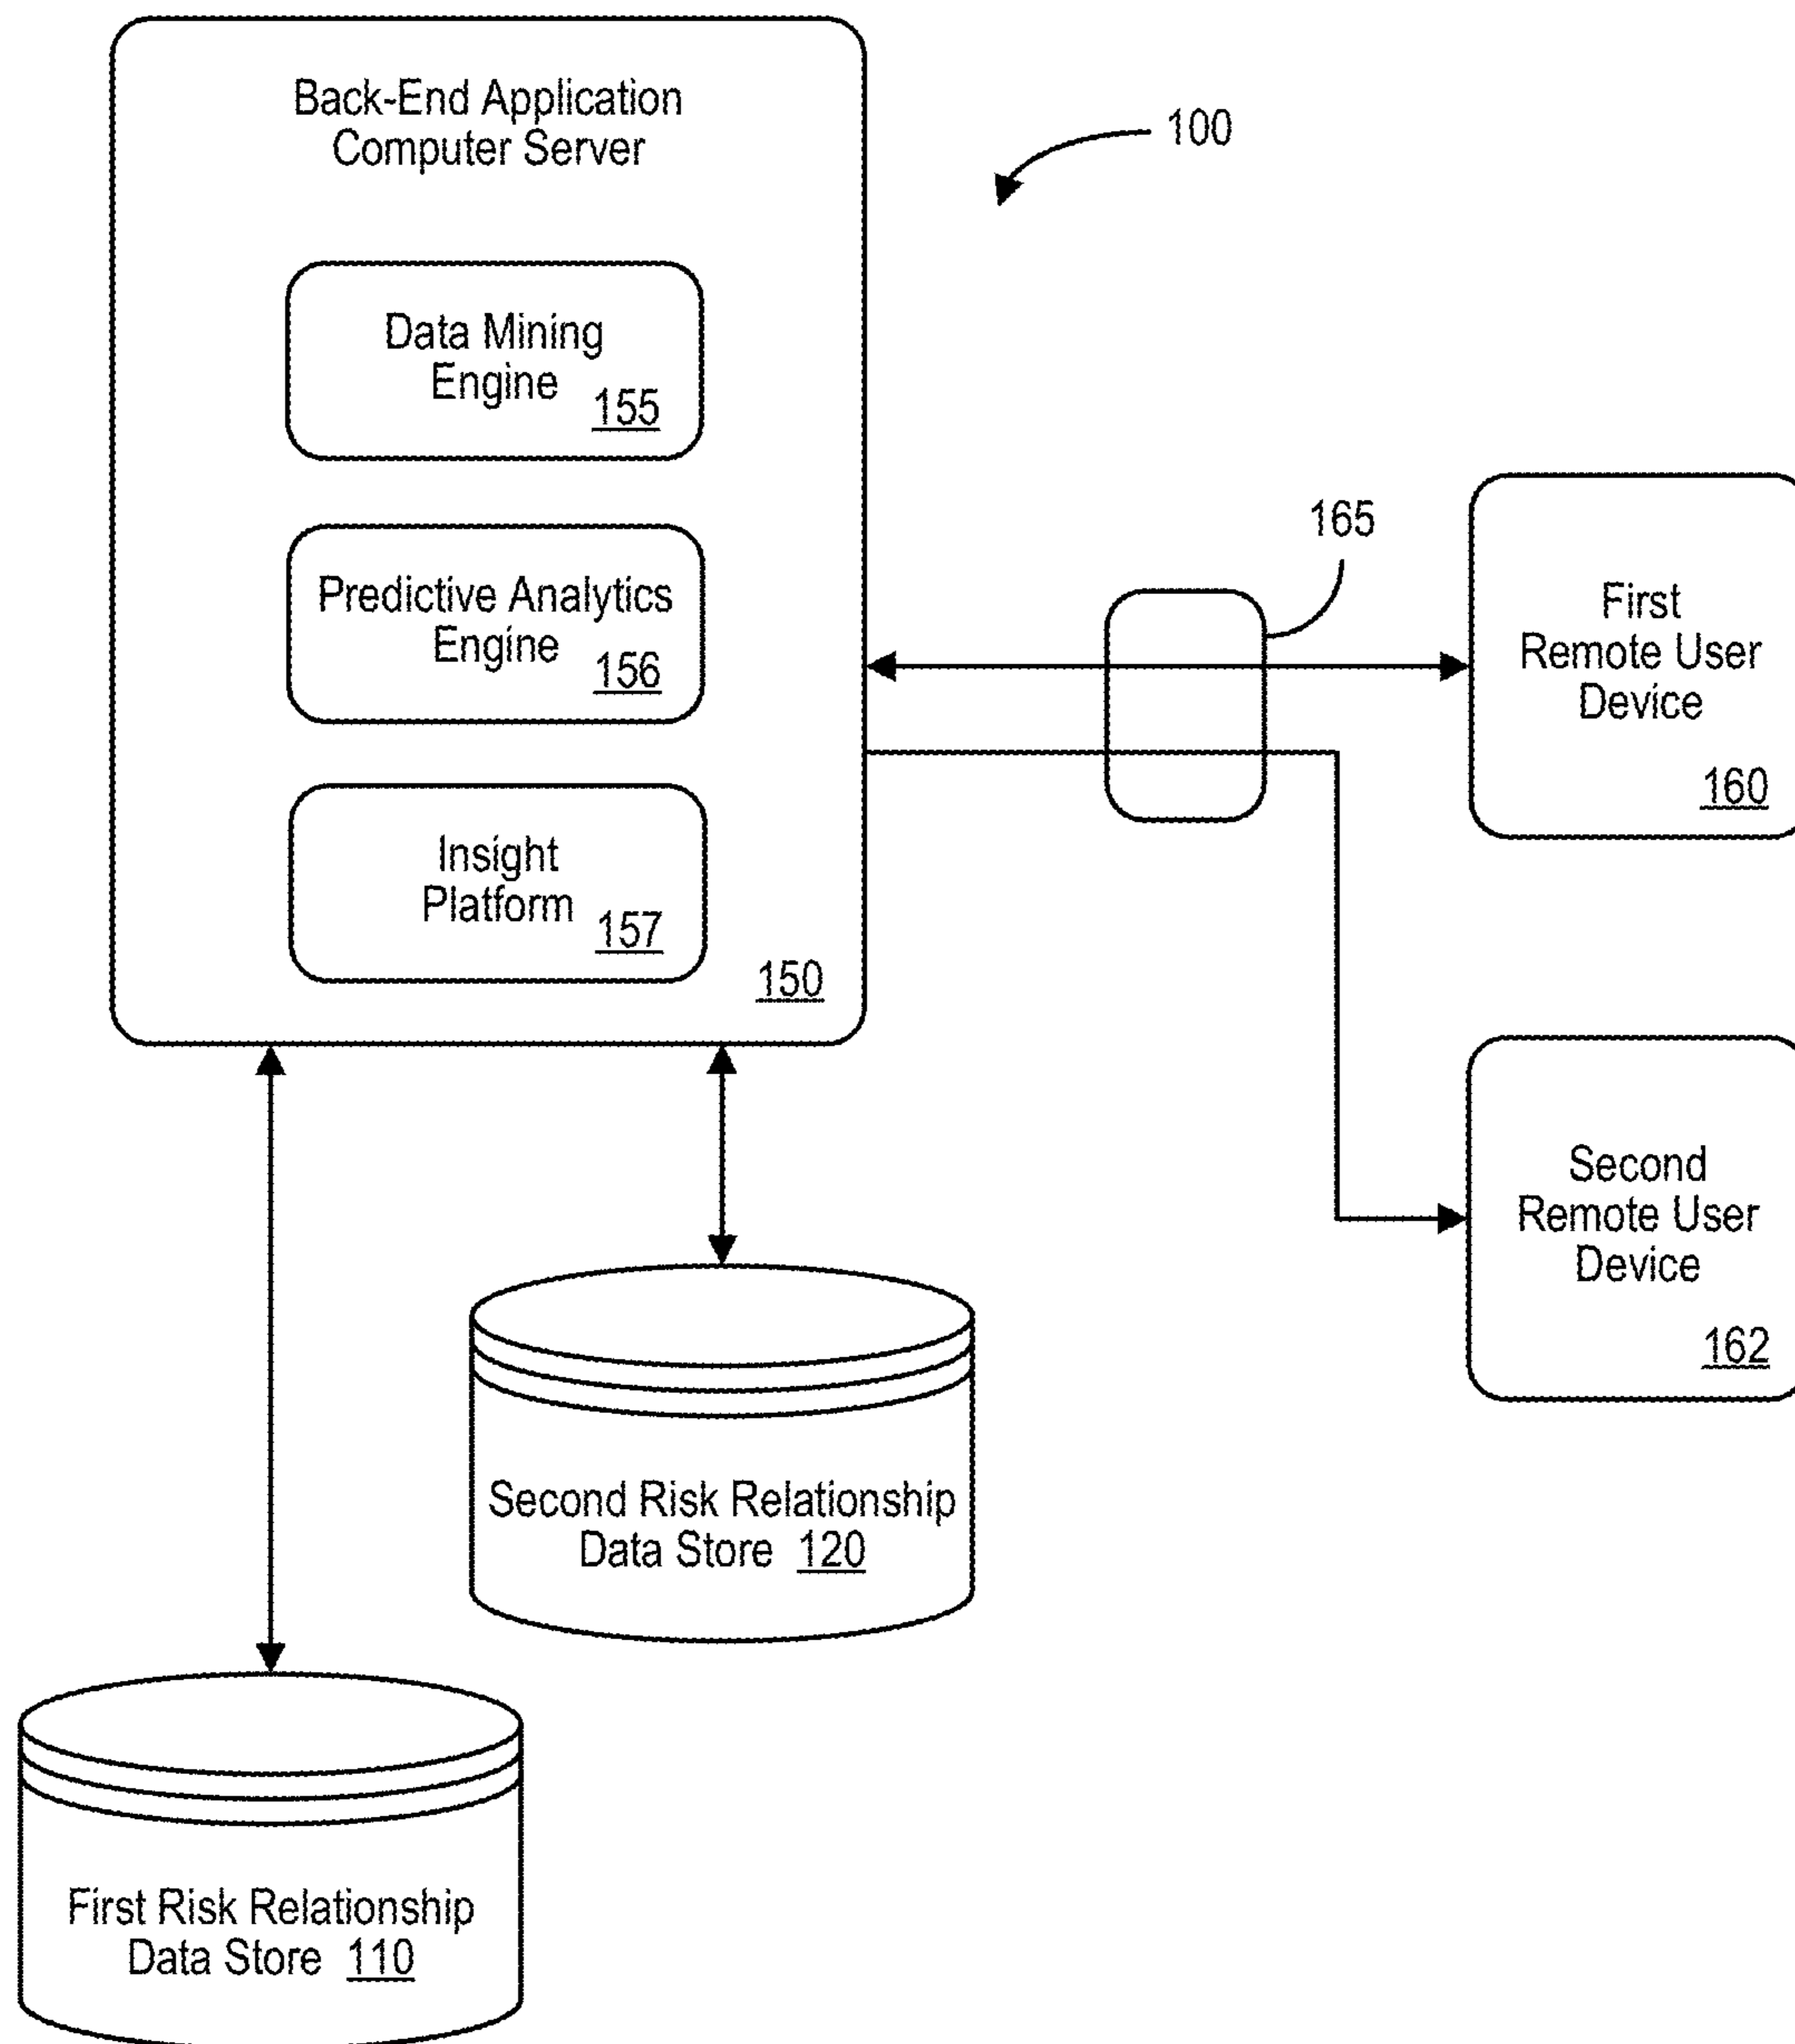 Back-End Application
Computer Server
100
Data Mining
Engine 155
165
Predictive Analytics
Engine 156
First
Remote User
Device
160
Insight
Platform 157
150
Second
Remote User
Device
162
Second Risk Relationship
Data Store 120
First Risk Relationship
Data Store 110